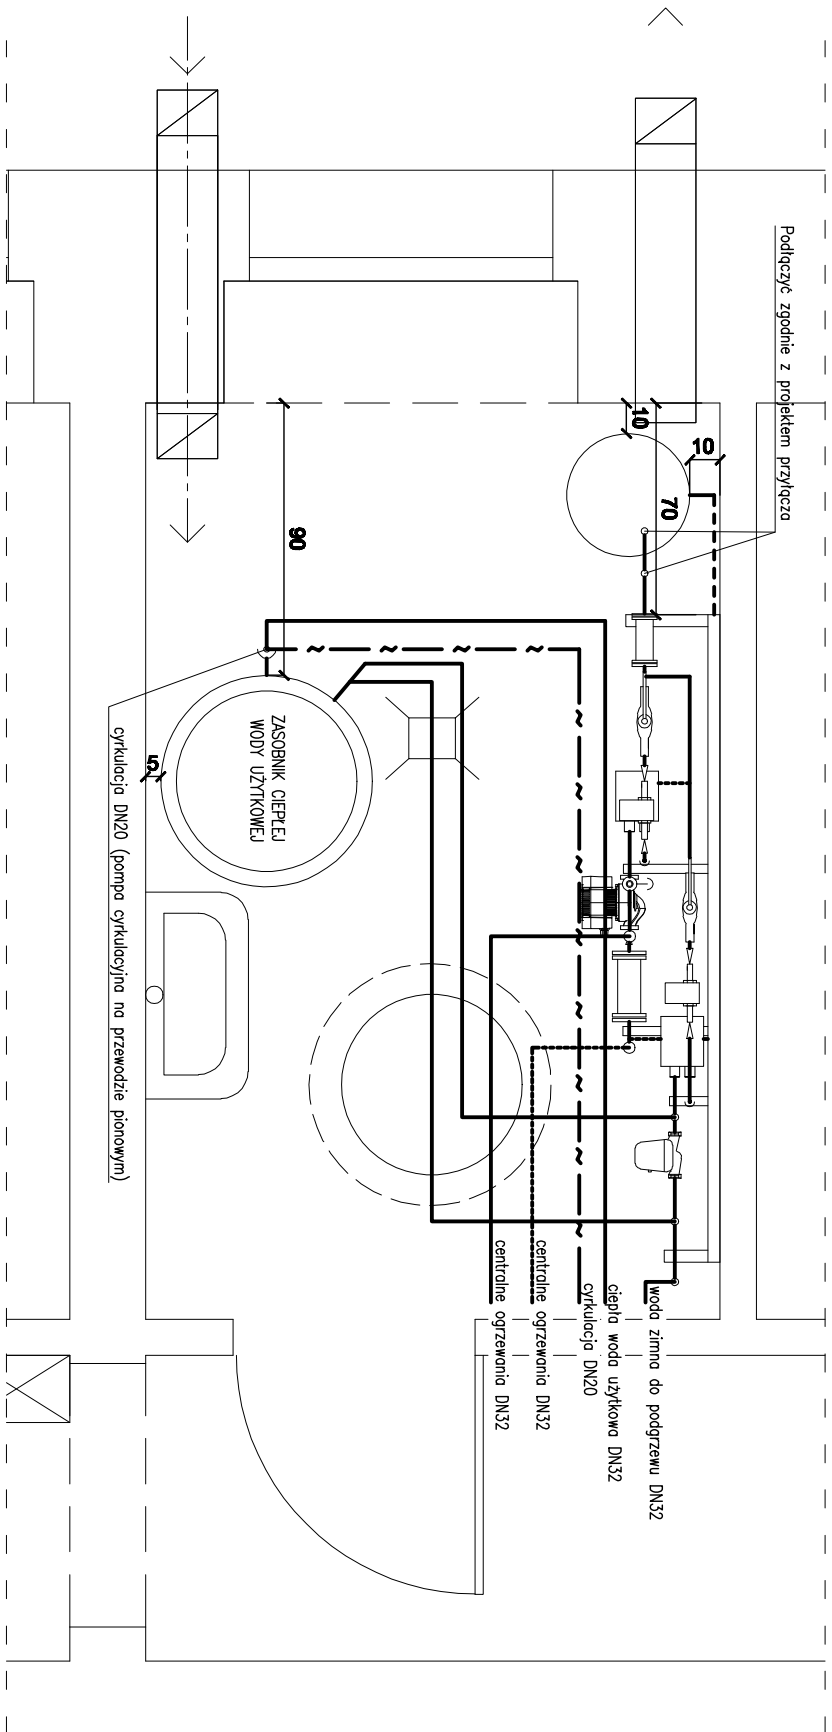 Podłączyć zgodnie z projektem przyłącza
10
10
70
90
ZASOBNIK CIEPŁEJ
WODY UŻYTKOWEJ
5
cyrkulacja DN20 (pompa cyrkulacyjna na przewodzie pionowym)
woda zimna do podgrzewu DN32
ciepła woda użytkowa DN32
cyrkulacja DN20
centralne ogrzewania DN32
centralne ogrzewania DN32